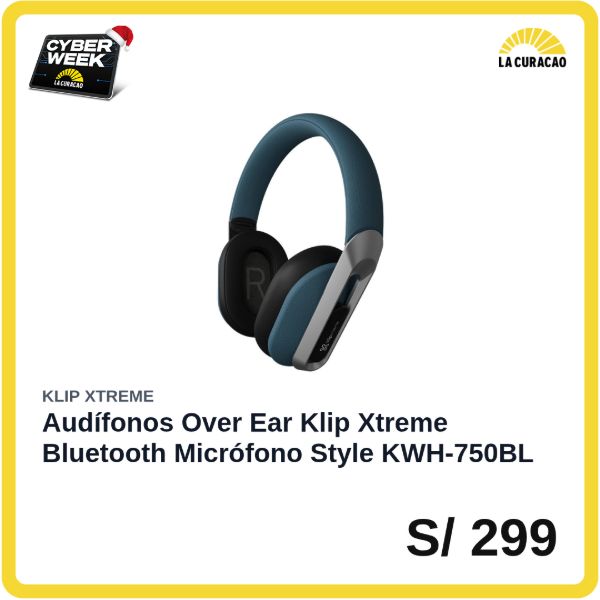 CYBER
WEEK
LA CURACAO
LA CURACAO
R
KLIP XTREME
Audífonos Over Ear Klip Xtreme
Bluetooth Micrófono Style KWH-750BL
S/ 299